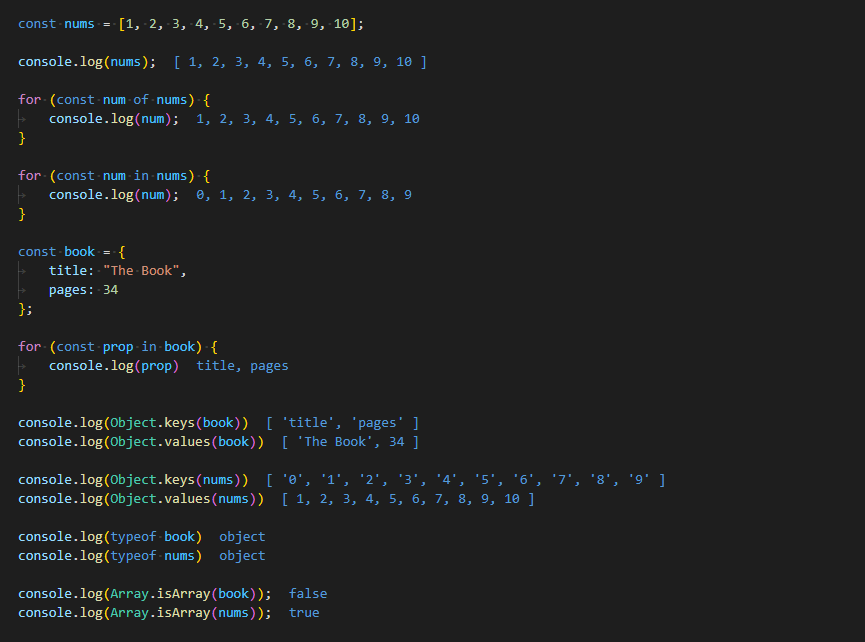 const nums = [1, 2, 3, 4, 5, 6, 7, 8, 9, 10];
console.log(nums);  [ 1, 2, 3, 4, 5, 6, 7, 8, 9, 10 ]
for (const num of nums) {
    console.log(num);  1, 2, 3, 4, 5, 6, 7, 8, 9, 10
}
for (const num in nums) {
    console.log(num);  0, 1, 2, 3, 4, 5, 6, 7, 8, 9
}
const book = {
    title: "The Book",
    pages: 34
};
for (const prop in book) {
    console.log(prop)  title, pages
}
console.log(Object.keys(book))  [ 'title', 'pages' ]
console.log(Object.values(book))  [ 'The Book', 34 ]
console.log(Object.keys(nums))  [ '0', '1', '2', '3', '4', '5', '6', '7', '8', '9' ]
console.log(Object.values(nums))  [ 1, 2, 3, 4, 5, 6, 7, 8, 9, 10 ]
console.log(typeof book)  object
console.log(typeof nums)  object
console.log(Array.isArray(book));  false
console.log(Array.isArray(nums));  true